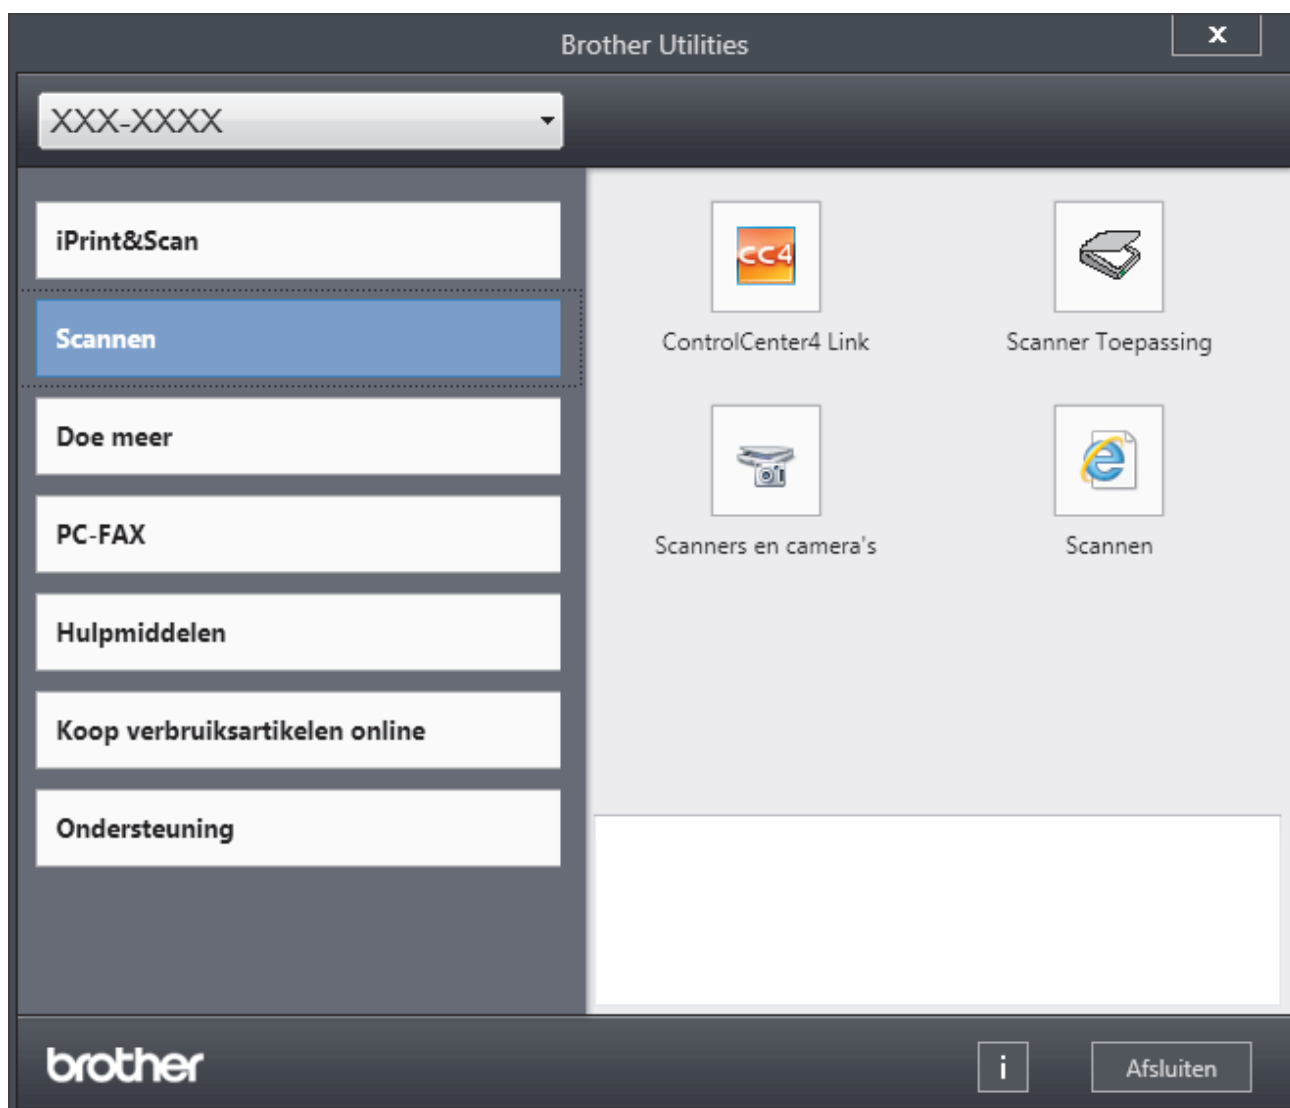 Brother Utilities
x
XXX-XXXX
iPrint&Scan
Scannen
Doe meer
PC-FAX
Hulpmiddelen
Koop verbruiksartikelen online
Ondersteuning
CC4
ControlCenter4 Link
Scanner Toepassing
Scanners en camera's
Scannen
brother
i
Afsluiten